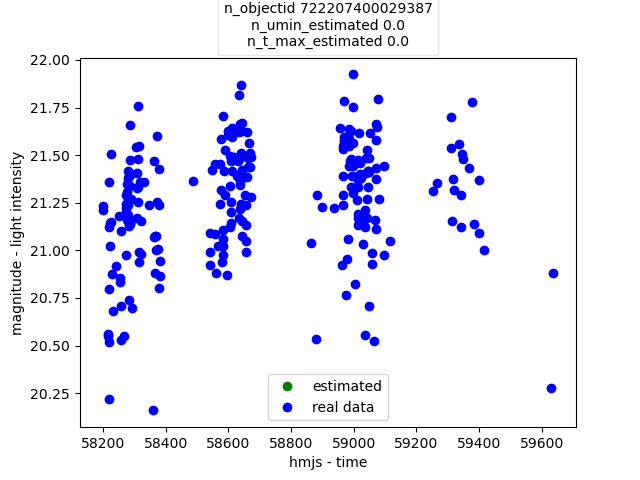 n_objectid 722207400029387
n_umin_estimated 0.0
n_t_max_estimated 0.0
22.00
21.75
21.50
21.25
21.00
20.75
20.50
20.25
magnitude - light intensity
estimated
real data
58200 58400 58600 58800 59000 59200 59400 59600
hmjs - time